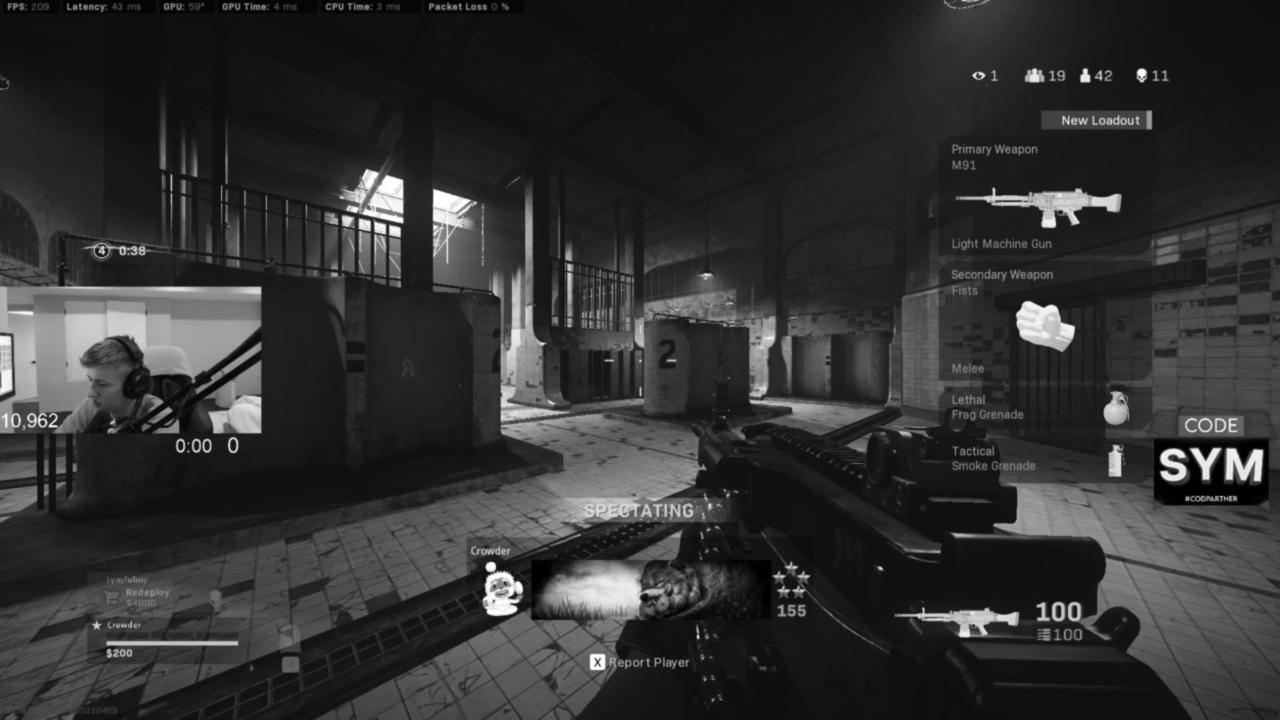 FPS: 209 Latency: 43 ms GPU: 59° GPU Time: 4 ms CPU Time: 3 ms Packet Loss 0 %
1 19 42 11
New Loadout
Primary Weapon
M91
Light Machine Gun
Secondary Weapon
Fists
Melee
Lethal
Frag Grenade
Tactical
Smoke Grenade
4 0:38
2
10,962
0:00 0
CODE
SYM
#CODPARTNER
SPECTATING
Crowder
155
Symfuhny
Redeploy
$4000
Crowder
$200
100
100
X Report Player